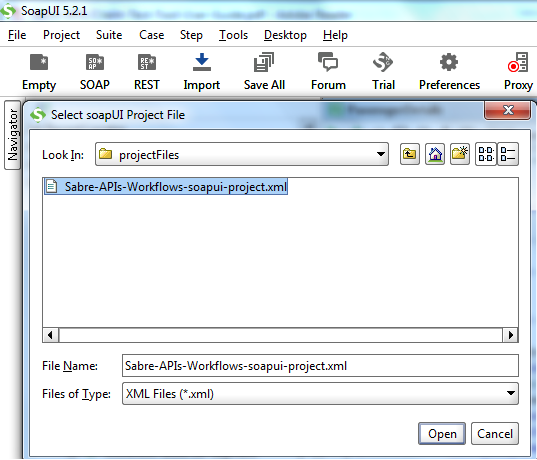 SoapUI 5.2.1
File Project Suite Case Step Tools Desktop Help
Empty SOAP REST Import Save All Forum Trial Preferences Proxy
Navigator
Select soapUI Project File
Look In: projectFiles
Sabre-APIs-Workflows-soapui-project.xml
File Name: Sabre-APIs-Workflows-soapui-project.xml
Files of Type: XML Files (*.xml)
Open Cancel